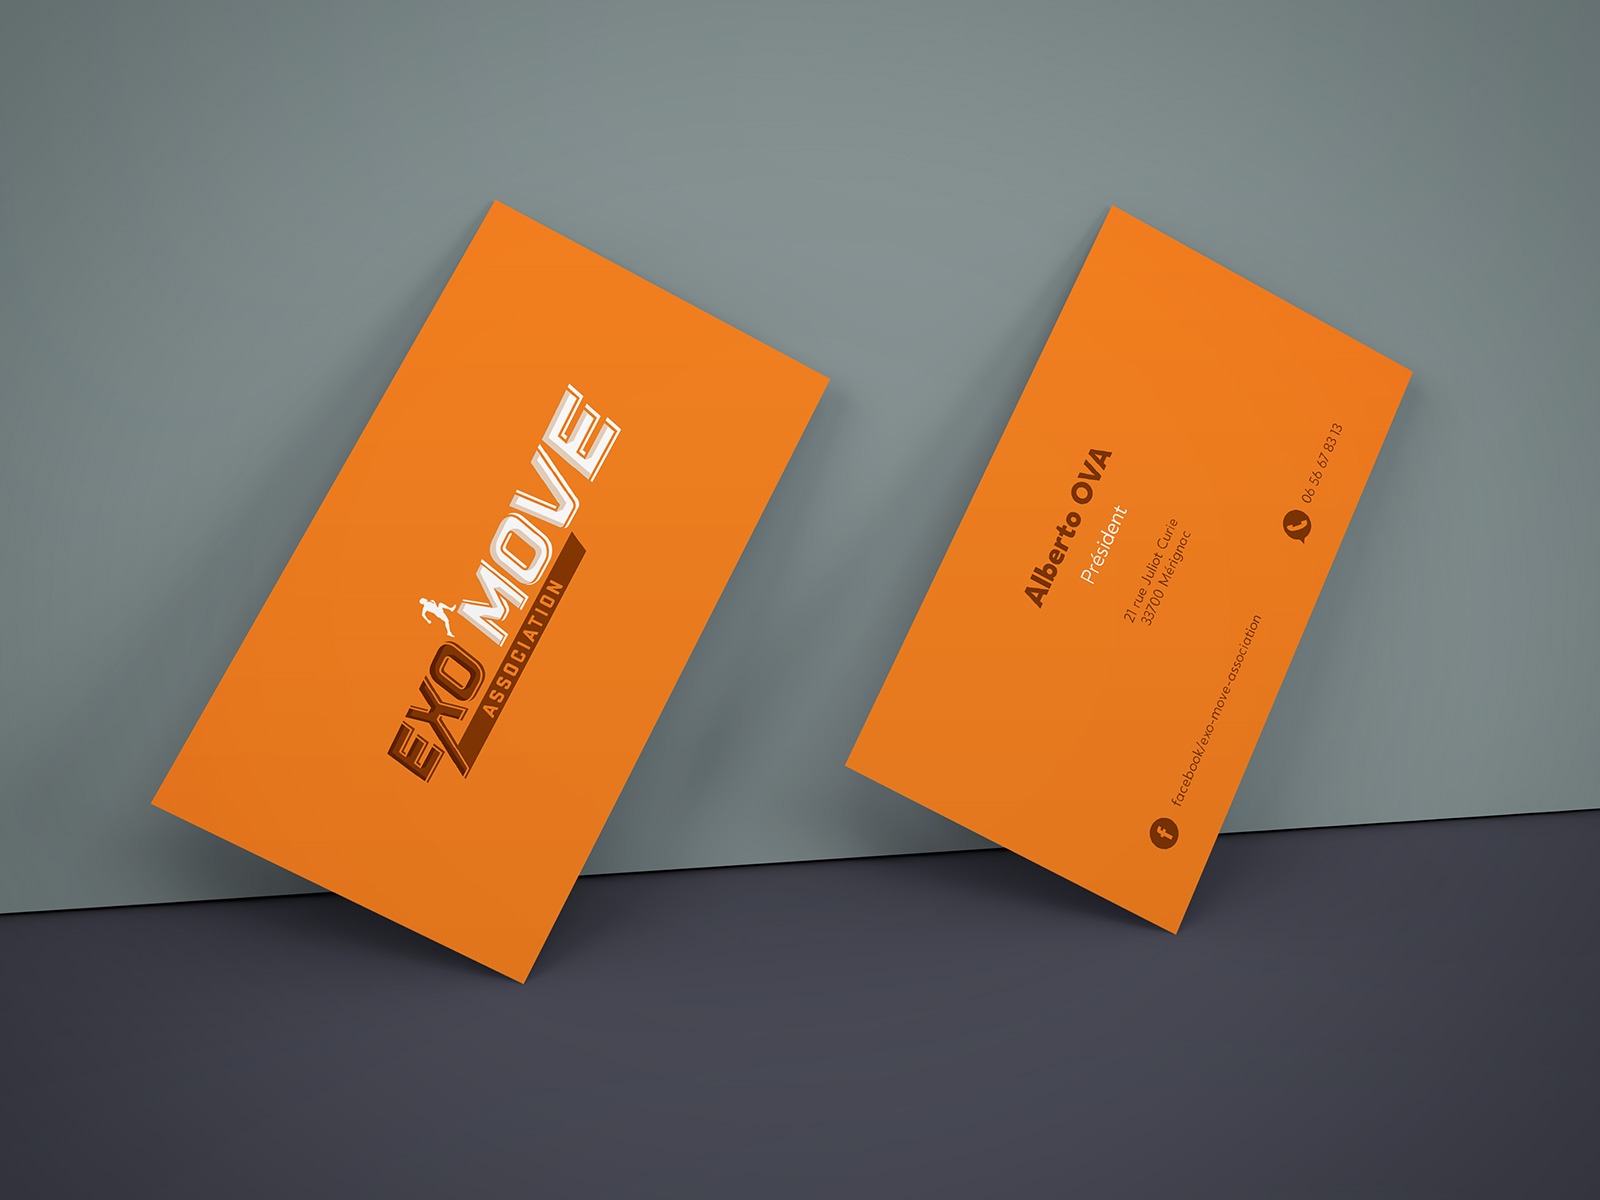 EXO MOVE
ASSOCIATION
Alberto OVA
Président
21 rue Juliot Curie
33700 Mérignac
facebook/exo-move-association
06 56 67 83 13